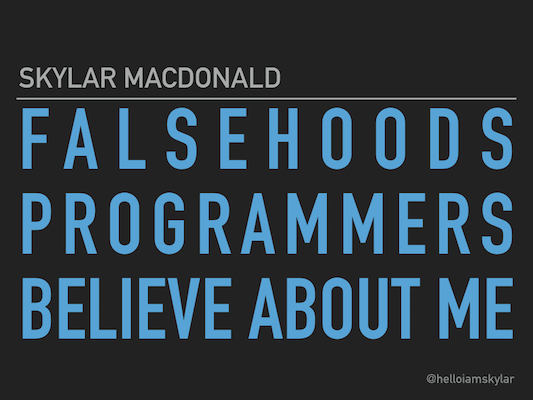 SKYLAR MACDONALD
FALSEHOODS
PROGRAMMERS
BELIEVE ABOUT ME
@helloiamskylar